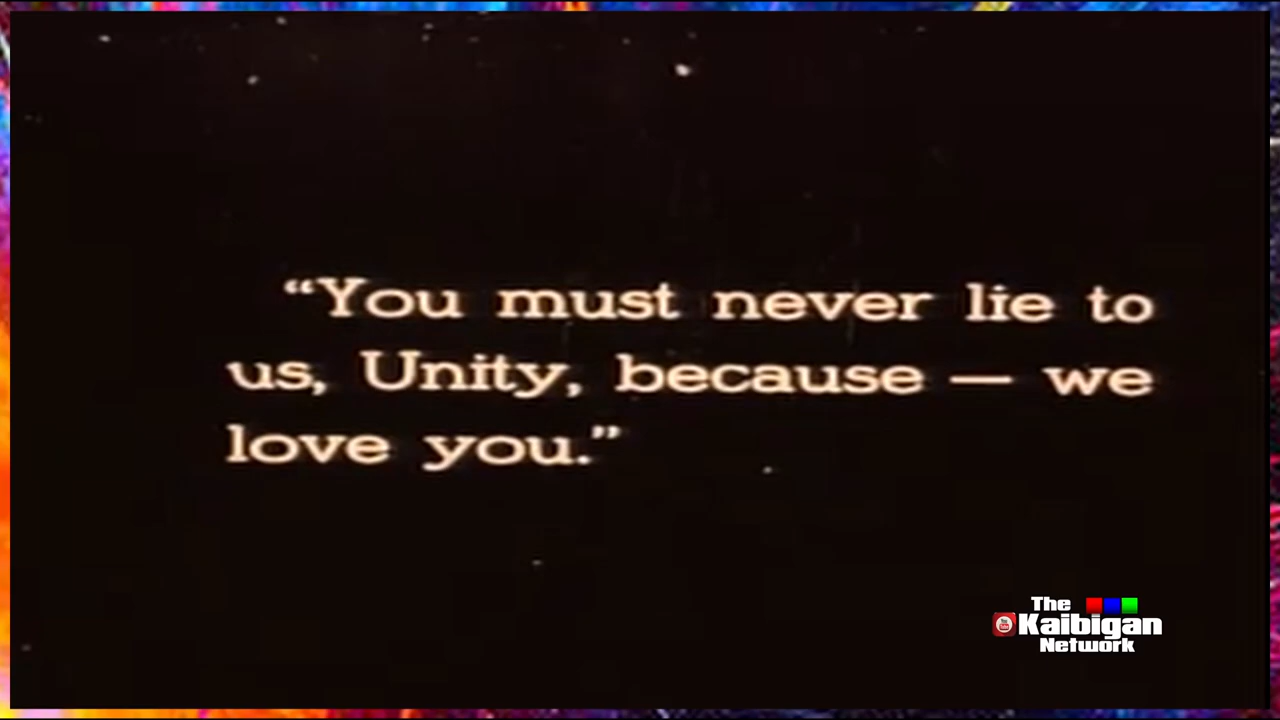 “You must never lie to
us, Unity, because — we
love you.”
The
Kaibigan
Network